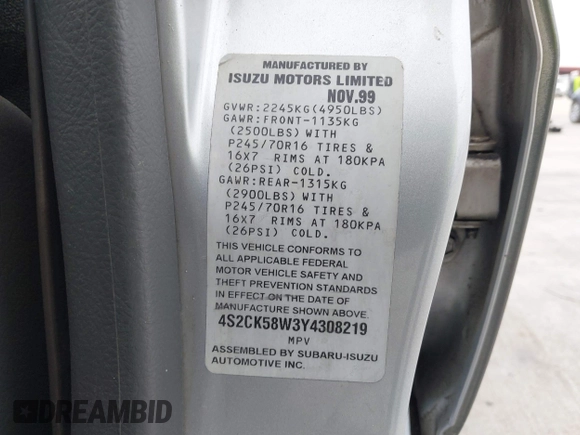 MANUFACTURED BY
ISUZU MOTORS LIMITED
NOV.99
GVWR:2245KG(4950LBS)
GAWR:FRONT-1135KG
(2500LBS) WITH
P245/70R16 TIRES &
16X7 RIMS AT 180KPA
(26PSI) COLD.
GAWR:REAR-1315KG
(2900LBS) WITH
P245/70R16 TIRES &
16X7 RIMS AT 180KPA
(26PSI) COLD.
THIS VEHICLE CONFORMS TO
ALL APPLICABLE FEDERAL
MOTOR VEHICLE SAFETY AND
THEFT PREVENTION STANDARDS
IN EFFECT ON THE DATE OF
MANUFACTURE SHOWN ABOVE.
4S2CK58W3Y4308219
MPV
ASSEMBLED BY SUBARU-ISUZU
AUTOMOTIVE INC.
DREAMBID